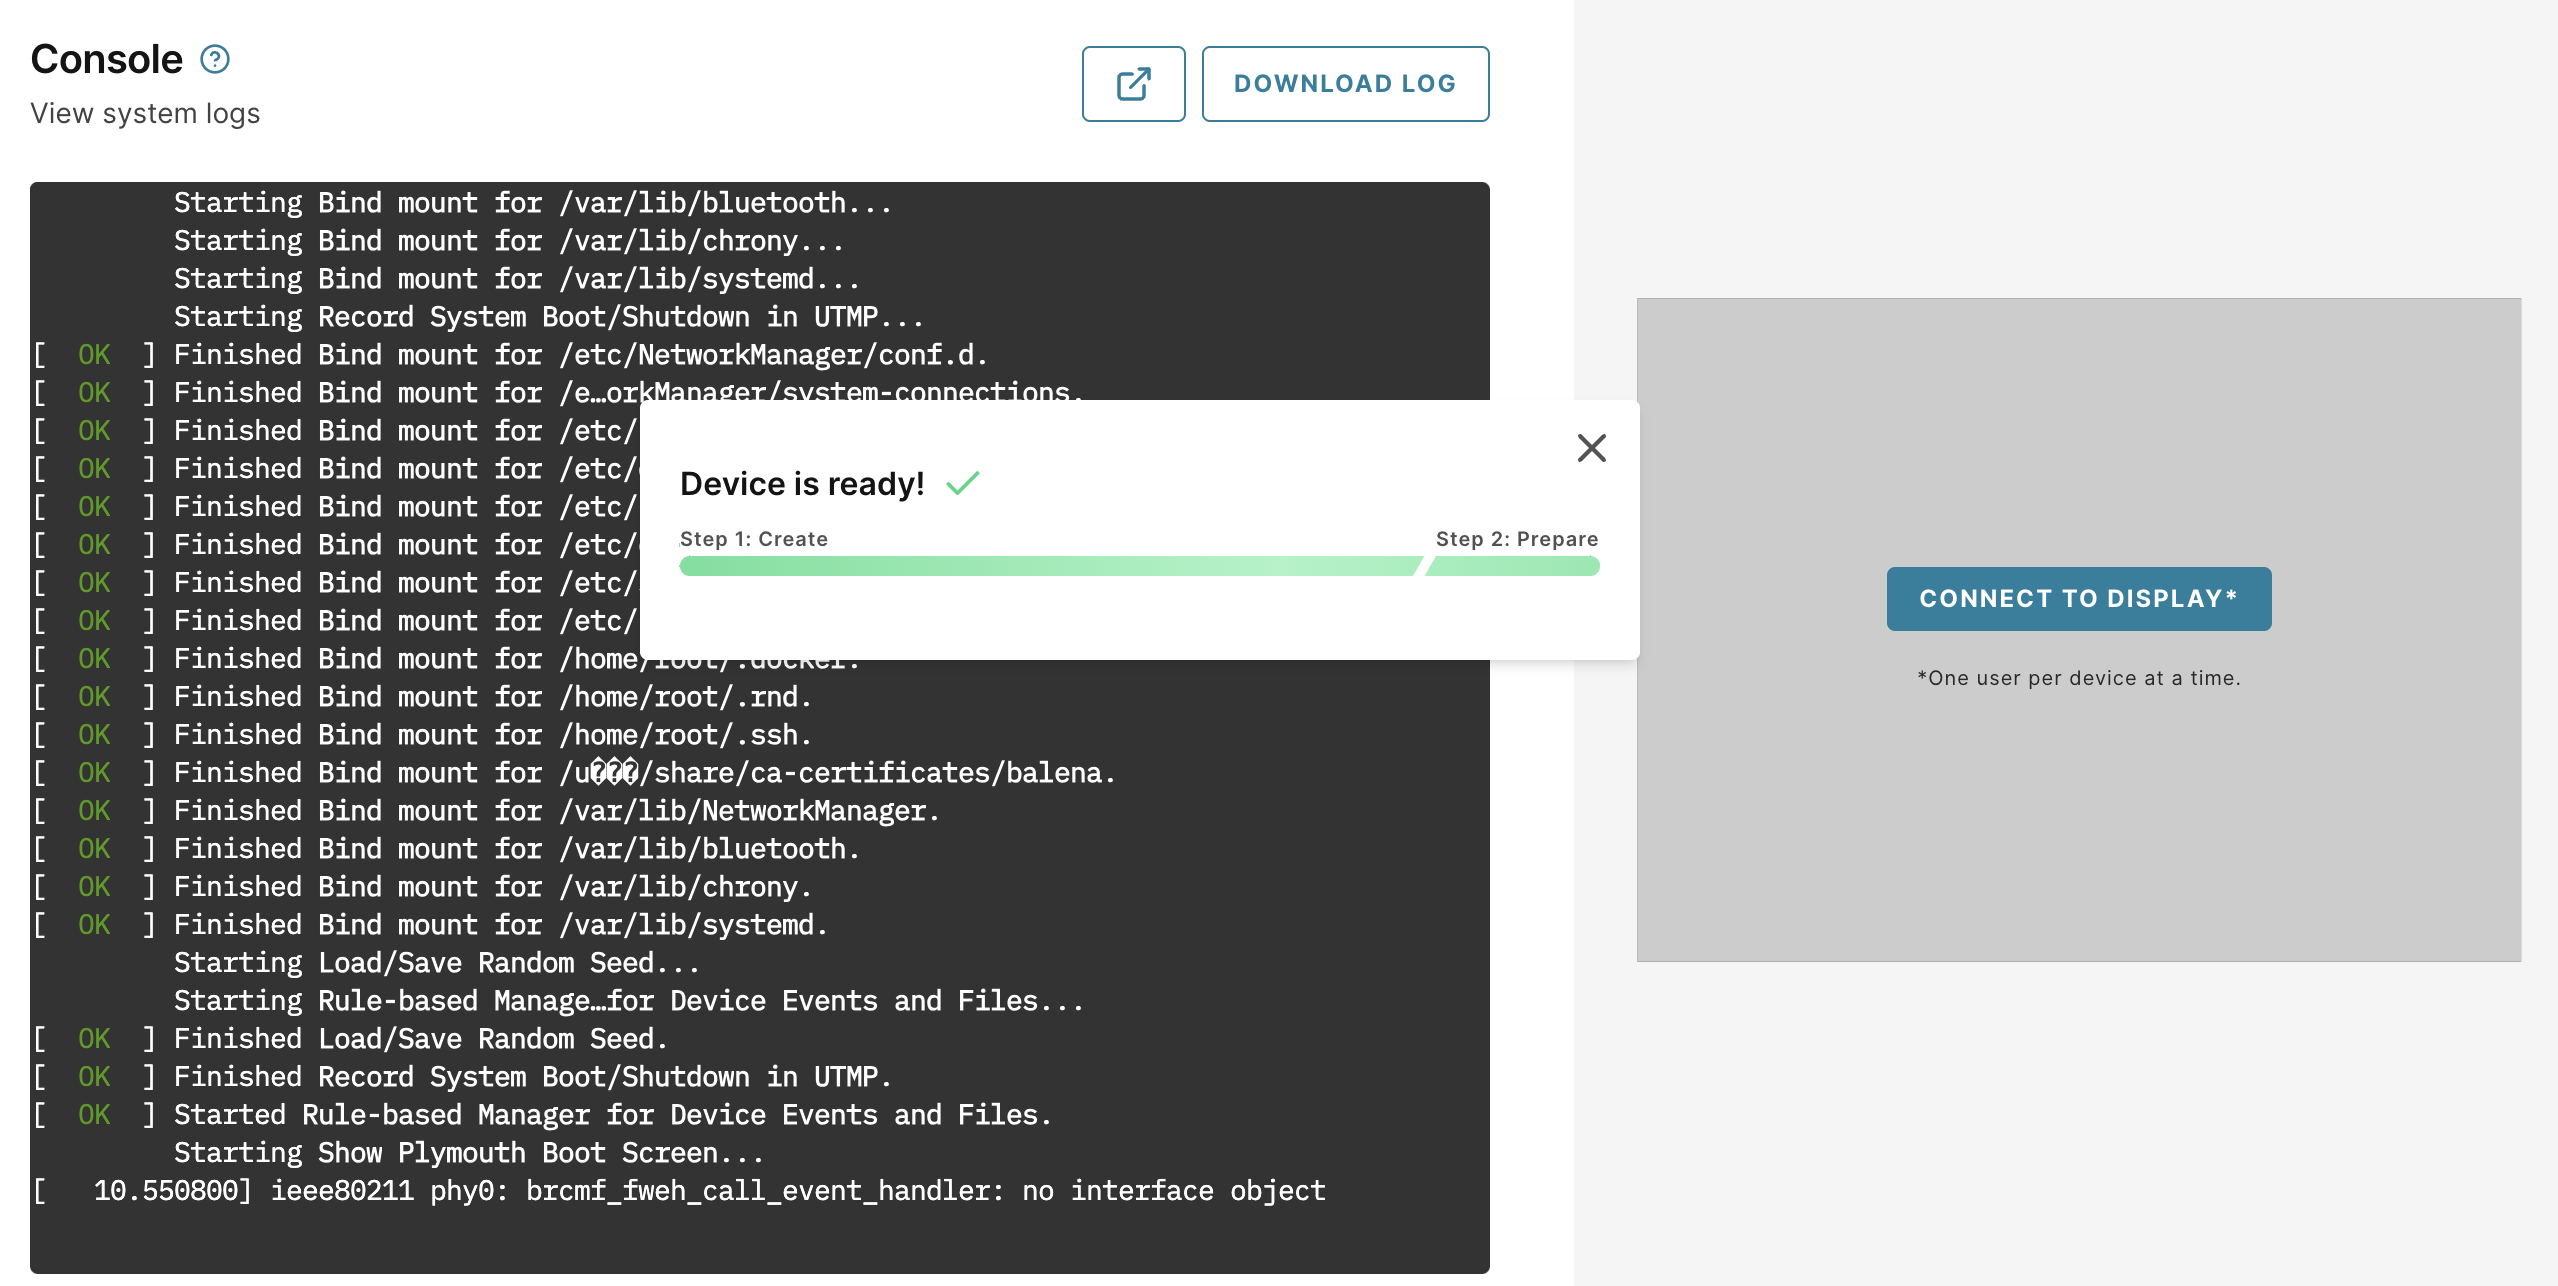 Console
View system logs
DOWNLOAD LOG
Starting Bind mount for /var/lib/bluetooth...
Starting Bind mount for /var/lib/chrony...
Starting Bind mount for /var/lib/systemd...
Starting Record System Boot/Shutdown in UTMP...
[  OK  ] Finished Bind mount for /etc/NetworkManager/conf.d.
[  OK  ] Finished Bind mount for /e…orkManager/system-connections.
[  OK  ] Finished Bind mount for /etc/
[  OK  ] Finished Bind mount for /etc/
[  OK  ] Finished Bind mount for /etc/
[  OK  ] Finished Bind mount for /etc/
[  OK  ] Finished Bind mount for /etc/
[  OK  ] Finished Bind mount for /etc/
[  OK  ] Finished Bind mount for /home/root/.docker.
[  OK  ] Finished Bind mount for /home/root/.rnd.
[  OK  ] Finished Bind mount for /home/root/.ssh.
[  OK  ] Finished Bind mount for /u���/share/ca-certificates/balena.
[  OK  ] Finished Bind mount for /var/lib/NetworkManager.
[  OK  ] Finished Bind mount for /var/lib/bluetooth.
[  OK  ] Finished Bind mount for /var/lib/chrony.
[  OK  ] Finished Bind mount for /var/lib/systemd.
Starting Load/Save Random Seed...
Starting Rule-based Manage…for Device Events and Files...
[  OK  ] Finished Load/Save Random Seed.
[  OK  ] Finished Record System Boot/Shutdown in UTMP.
[  OK  ] Started Rule-based Manager for Device Events and Files.
Starting Show Plymouth Boot Screen...
[   10.550800] ieee80211 phy0: brcmf_fweh_call_event_handler: no interface object
Device is ready!
Step 1: Create
Step 2: Prepare
CONNECT TO DISPLAY*
*One user per device at a time.